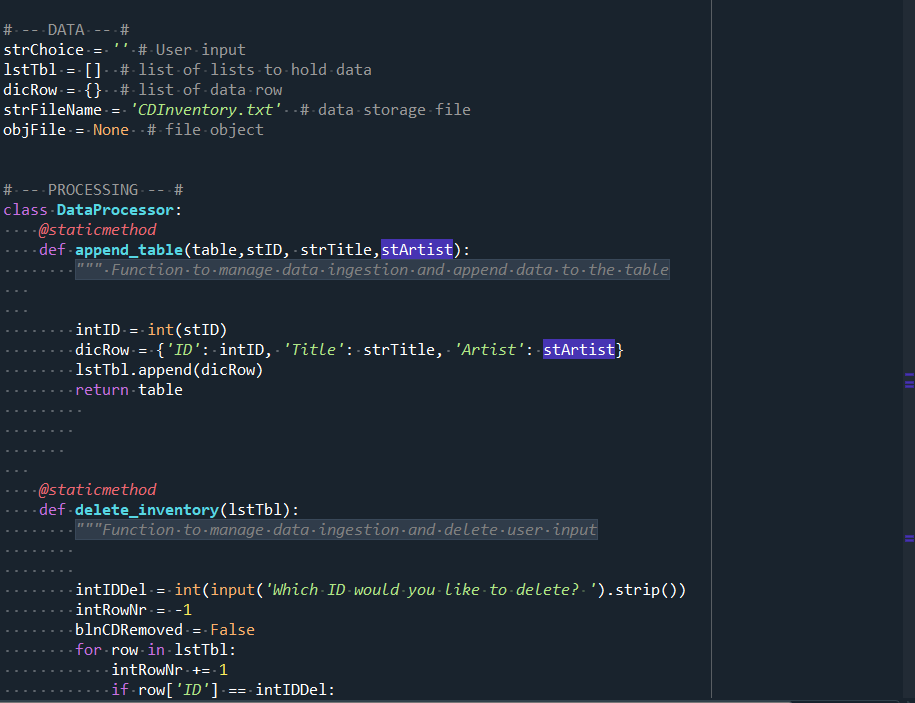 # -- DATA -- #
strChoice = '' # User input
lstTbl = []  # list of lists to hold data
dicRow = {}  # list of data row
strFileName = 'CDInventory.txt'  # data storage file
objFile = None  # file object
# -- PROCESSING -- #
class DataProcessor:
    @staticmethod
    def append_table(table,stID, strTitle,stArtist):
        """ Function to manage data ingestion and append data to the table
        intID = int(stID)
        dicRow = {'ID': intID, 'Title': strTitle, 'Artist': stArtist}
        lstTbl.append(dicRow)
        return table
    @staticmethod
    def delete_inventory(lstTbl):
        """Function to manage data ingestion and delete user input
        intIDDel = int(input('Which ID would you like to delete? ').strip())
        intRowNr = -1
        blnCDRemoved = False
        for row in lstTbl:
            intRowNr += 1
            if row['ID'] == intIDDel: